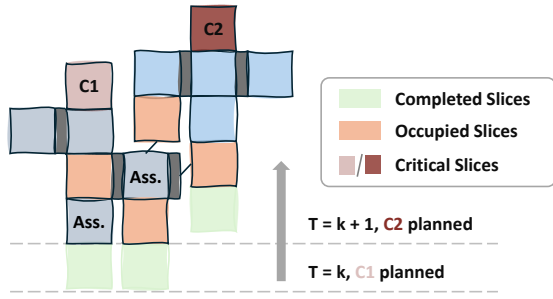 C2
C1
Ass.
Ass.
Completed Slices
Occupied Slices
/ Critical Slices
T = k + 1, C2 planned
T = k, C1 planned